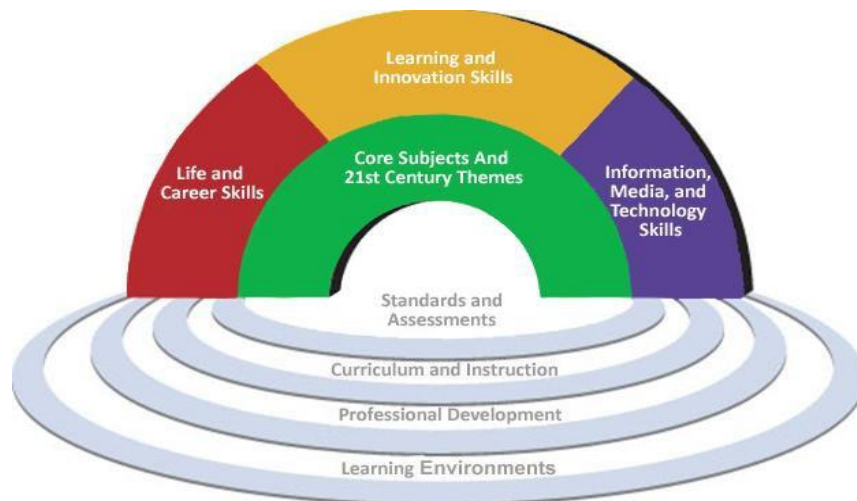 Learning and
Innovation Skills
Life and
Career Skills
Core Subjects And
21st Century Themes
Information,
Media, and
Technology
Skills
Standards and
Assessments
Curriculum and Instruction
Professional Development
Learning Environments